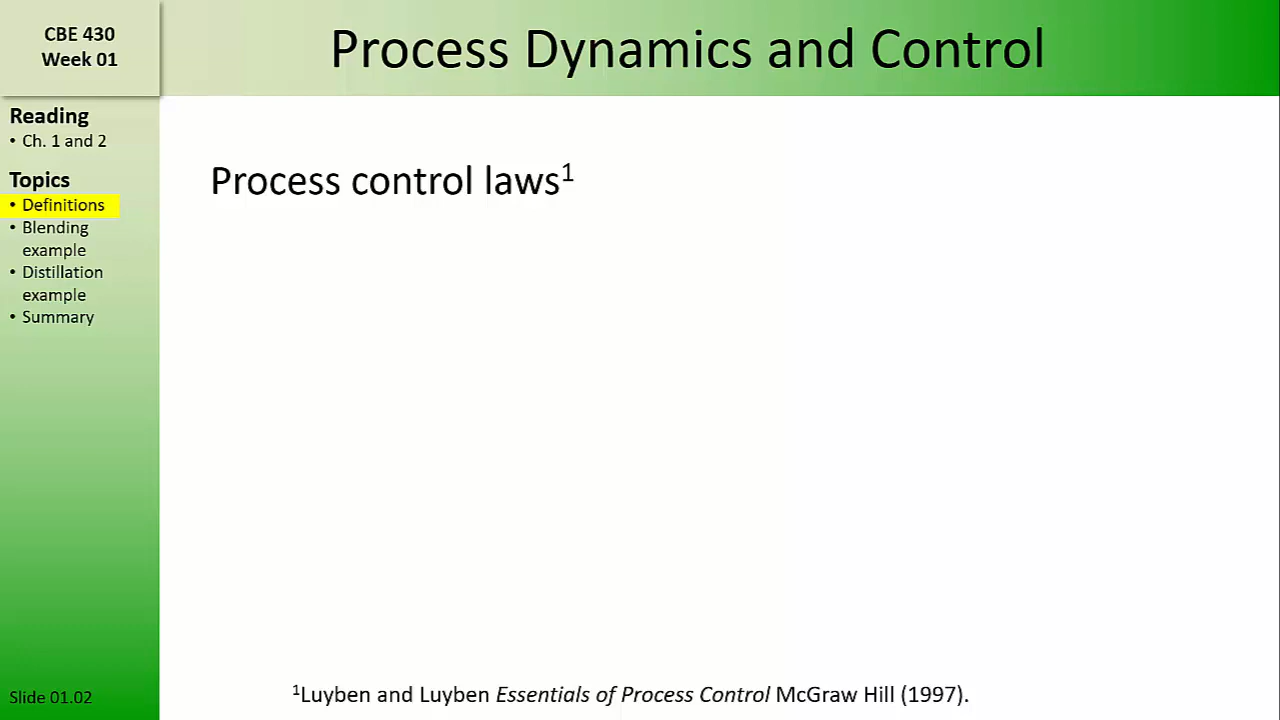 CBE 430
Week 01
Process Dynamics and Control
Reading
• Ch. 1 and 2
Topics
• Definitions
• Blending
example
• Distillation
example
• Summary
Process control laws¹
Slide 01.02
¹Luyben and Luyben Essentials of Process Control McGraw Hill (1997).